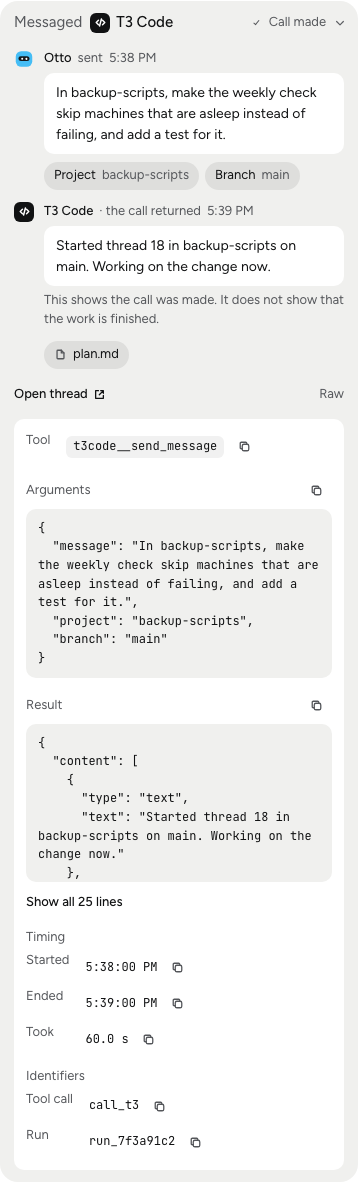 Messaged T3 Code Call made
Otto sent 5:38 PM
In backup-scripts, make the weekly check
skip machines that are asleep instead of
failing, and add a test for it.
Project backup-scripts Branch main
T3 Code · the call returned 5:39 PM
Started thread 18 in backup-scripts on
main. Working on the change now.
This shows the call was made. It does not show that
the work is finished.
plan.md
Open thread Raw
Tool t3code__send_message
Arguments
{
"message": "In backup-scripts, make
the weekly check skip machines that are
asleep instead of failing, and add a
test for it.",
"project": "backup-scripts",
"branch": "main"
}
Result
{
"content": [
{
"type": "text",
"text": "Started thread 18 in
backup-scripts on main. Working on the
change now."
},
Show all 25 lines
Timing
Started 5:38:00 PM
Ended 5:39:00 PM
Took 60.0 s
Identifiers
Tool call call_t3
Run run_7f3a91c2